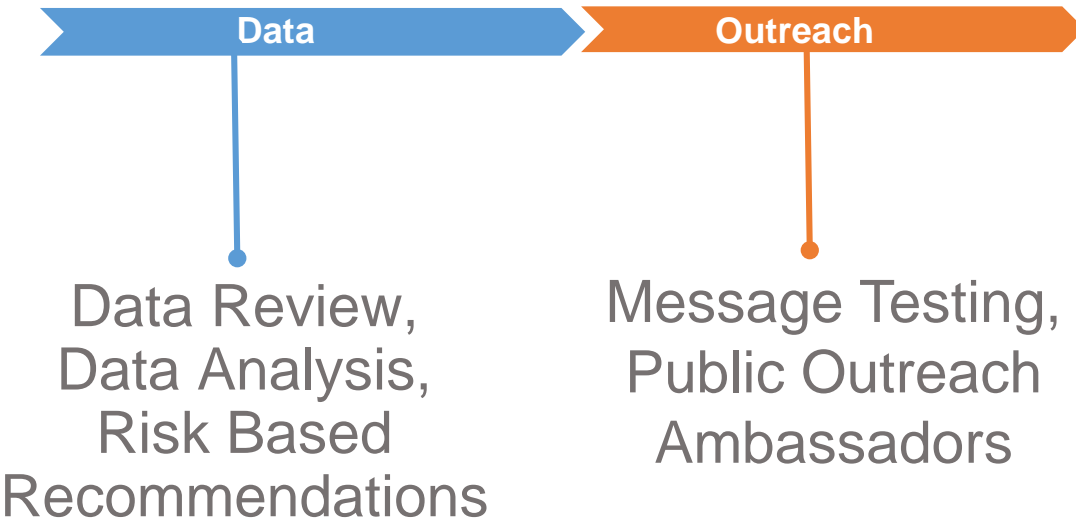 Data
Outreach
Data Review,
Data Analysis,
Risk Based
Recommendations
Message Testing,
Public Outreach
Ambassadors